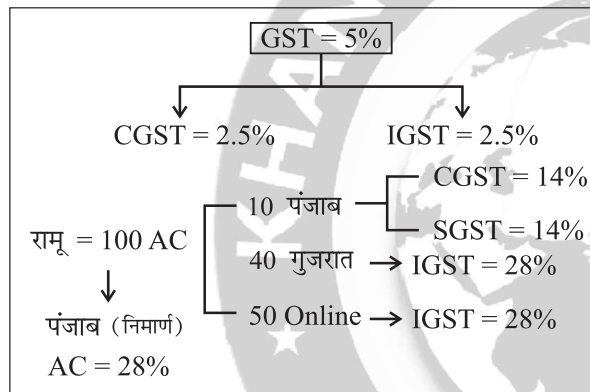 GST = 5%
CGST = 2.5% IGST = 2.5%
10 पंजाब CGST = 14%
SGST = 14%
रामू = 100 AC
40 गुजरात IGST = 28%
50 Online IGST = 28%
पंजाब (निमार्ण)
AC = 28%
KHAN